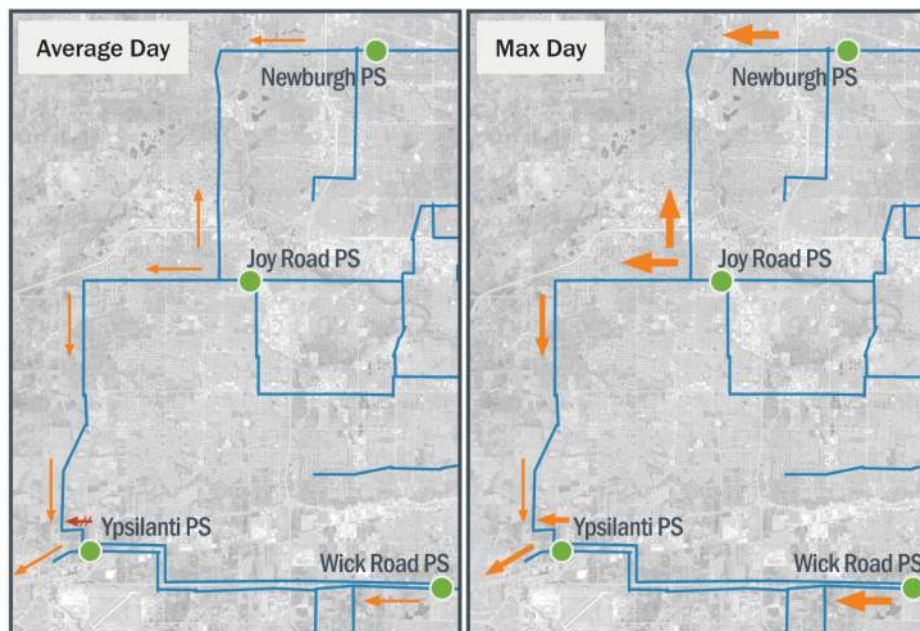 Average Day
Newburgh PS
Joy Road PS
Ypsilanti PS
Wick Road PS
Max Day
Newburgh PS
Joy Road PS
Ypsilanti PS
Wick Road PS